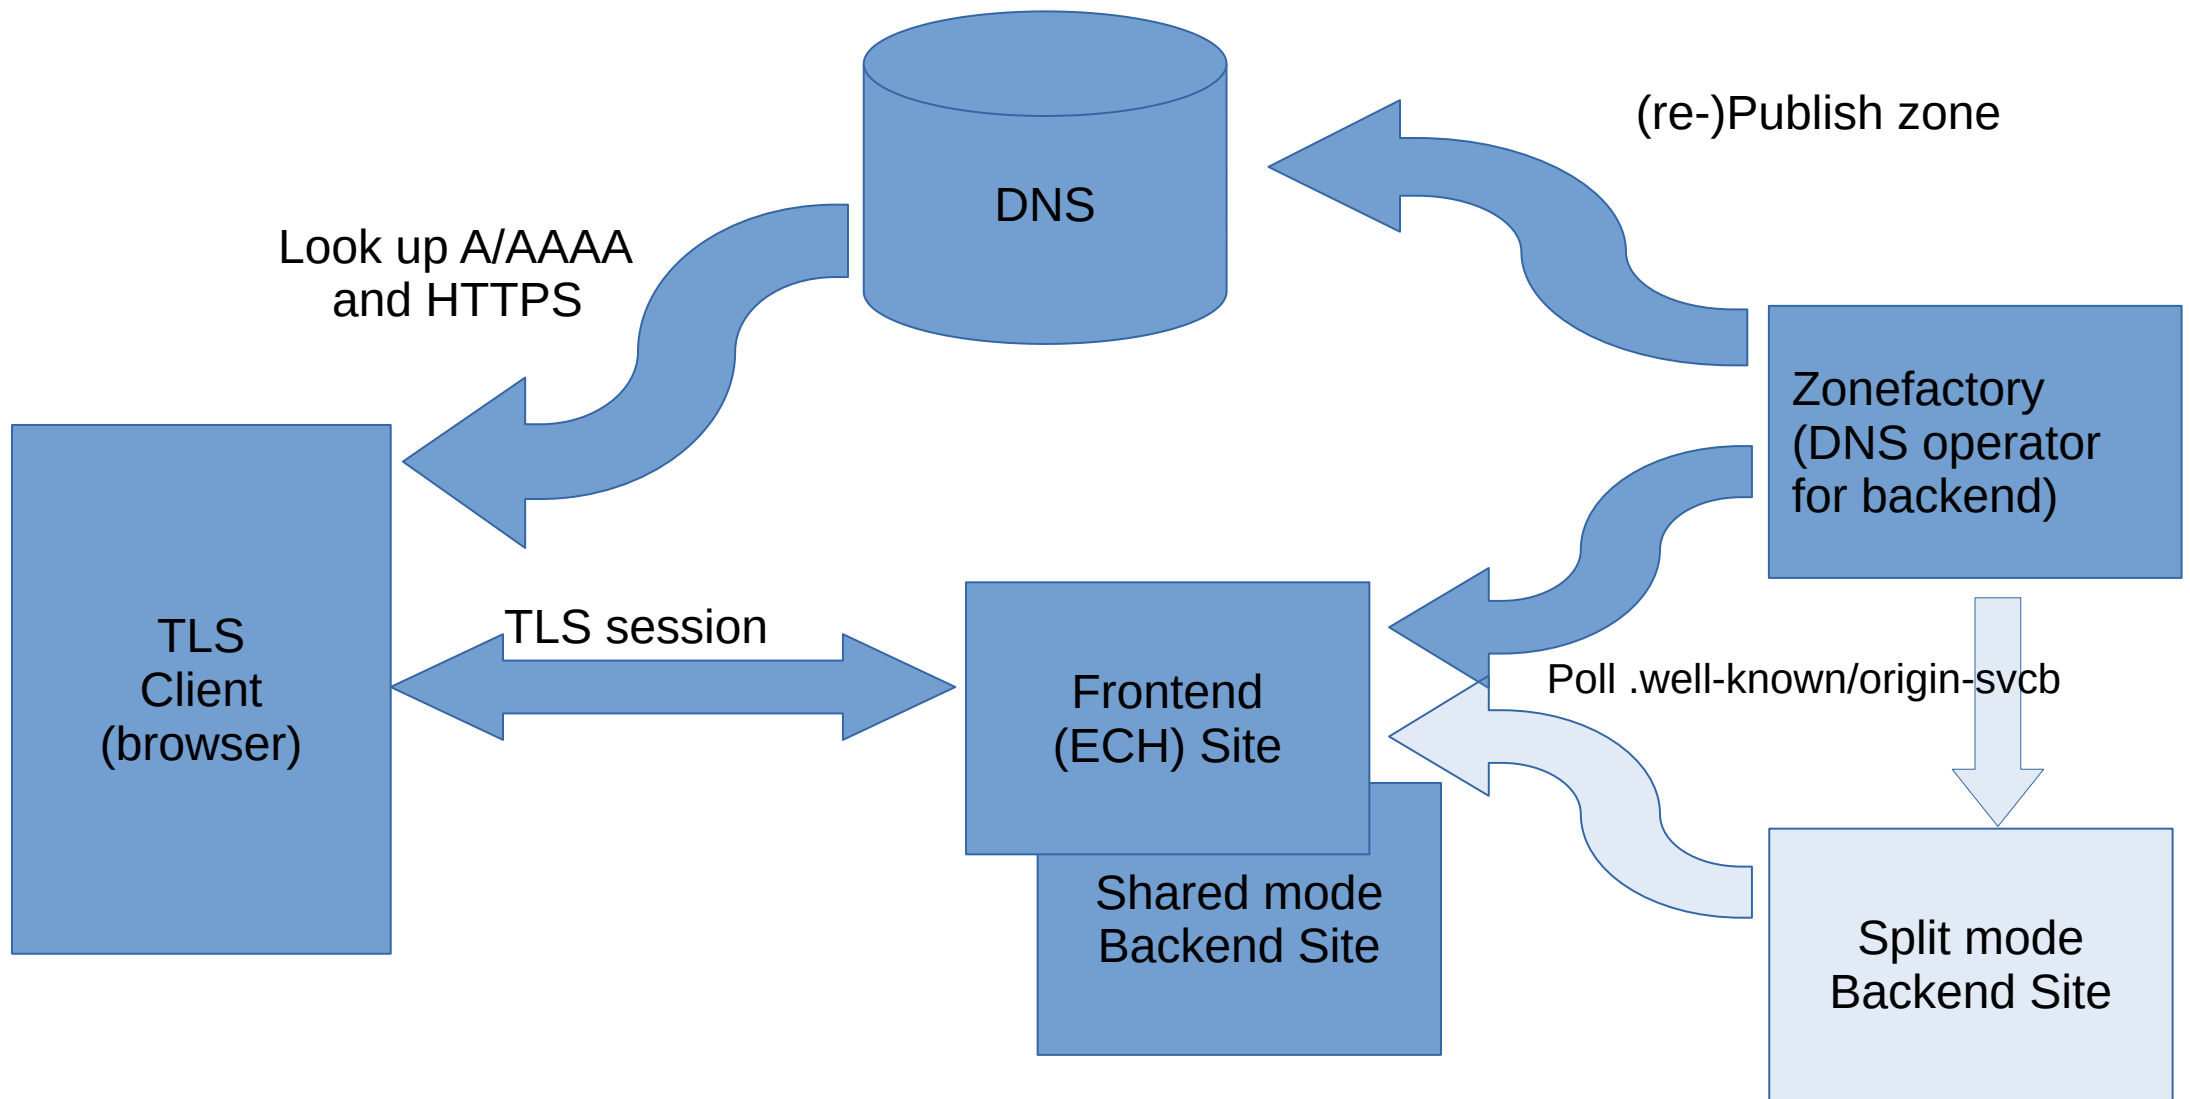 (re-)Publish zone
DNS
Look up A/AAAA
and HTTPS
Zonefactory
(DNS operator
for backend)
TLS
Client
(browser)
TLS session
Frontend
(ECH) Site
Poll .well-known/origin-svcb
Shared mode
Backend Site
Split mode
Backend Site